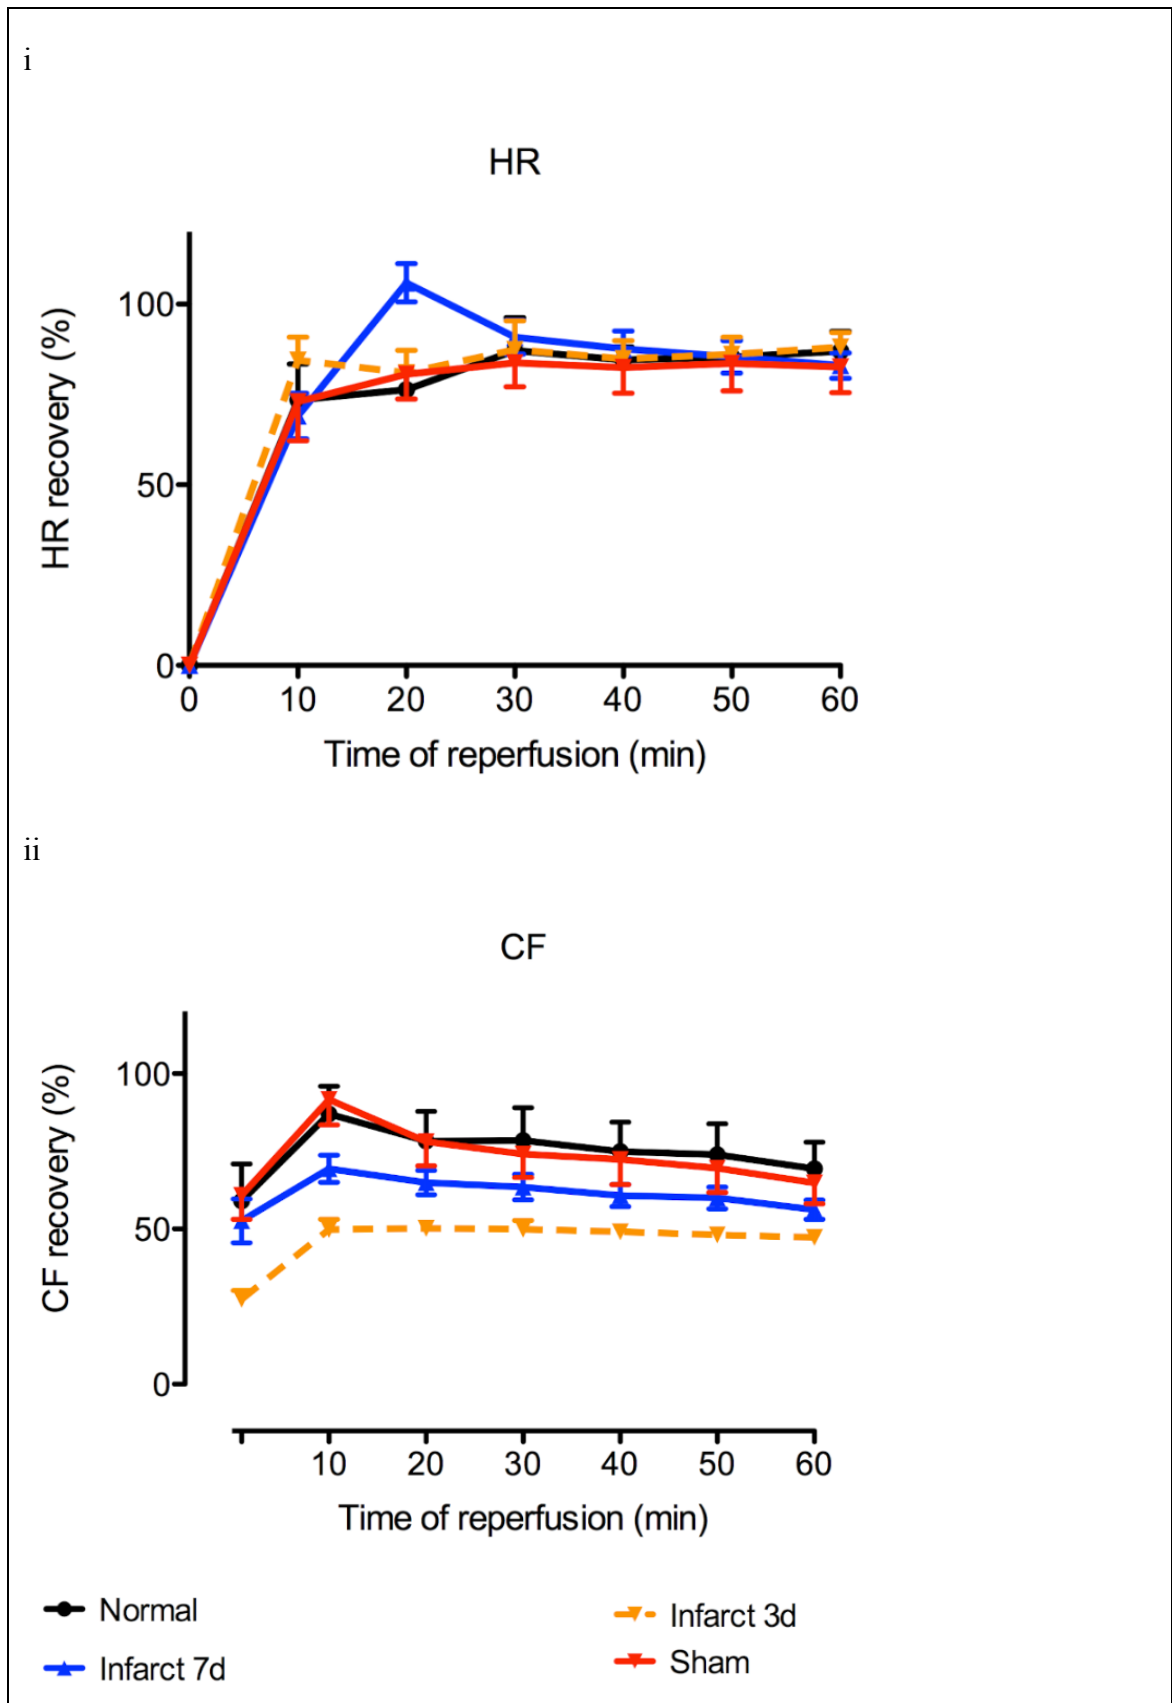 i
HR
HR recovery (%)
100
50
0
0 10 20 30 40 50 60
Time of reperfusion (min)
ii
CF
CF recovery (%)
100
50
0
10 20 30 40 50 60
Time of reperfusion (min)
Normal
Infarct 3d
Infarct 7d
Sham